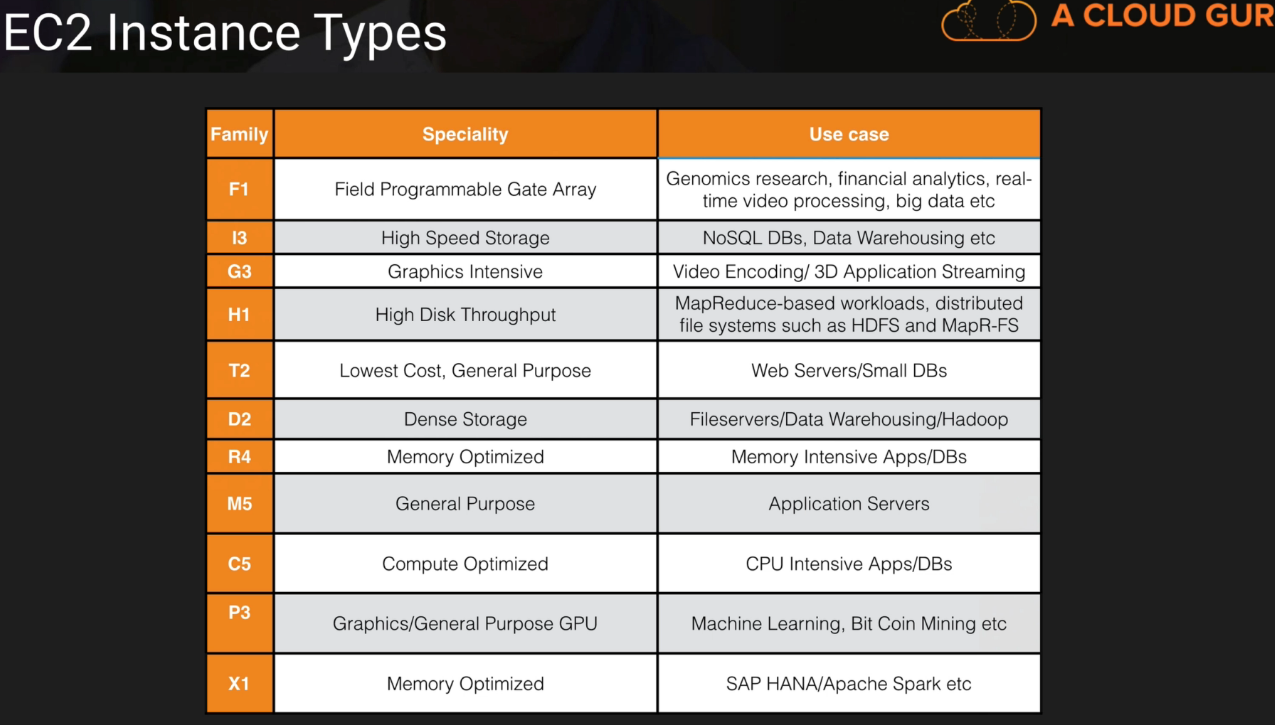 EC2 Instance Types
A CLOUD GUR
Family Speciality Use case
F1 Field Programmable Gate Array Genomics research, financial analytics, real-
time video processing, big data etc
I3 High Speed Storage NoSQL DBs, Data Warehousing etc
G3 Graphics Intensive Video Encoding/ 3D Application Streaming
H1 High Disk Throughput MapReduce-based workloads, distributed
file systems such as HDFS and MapR-FS
T2 Lowest Cost, General Purpose Web Servers/Small DBs
D2 Dense Storage Fileservers/Data Warehousing/Hadoop
R4 Memory Optimized Memory Intensive Apps/DBs
M5 General Purpose Application Servers
C5 Compute Optimized CPU Intensive Apps/DBs
P3 Graphics/General Purpose GPU Machine Learning, Bit Coin Mining etc
X1 Memory Optimized SAP HANA/Apache Spark etc